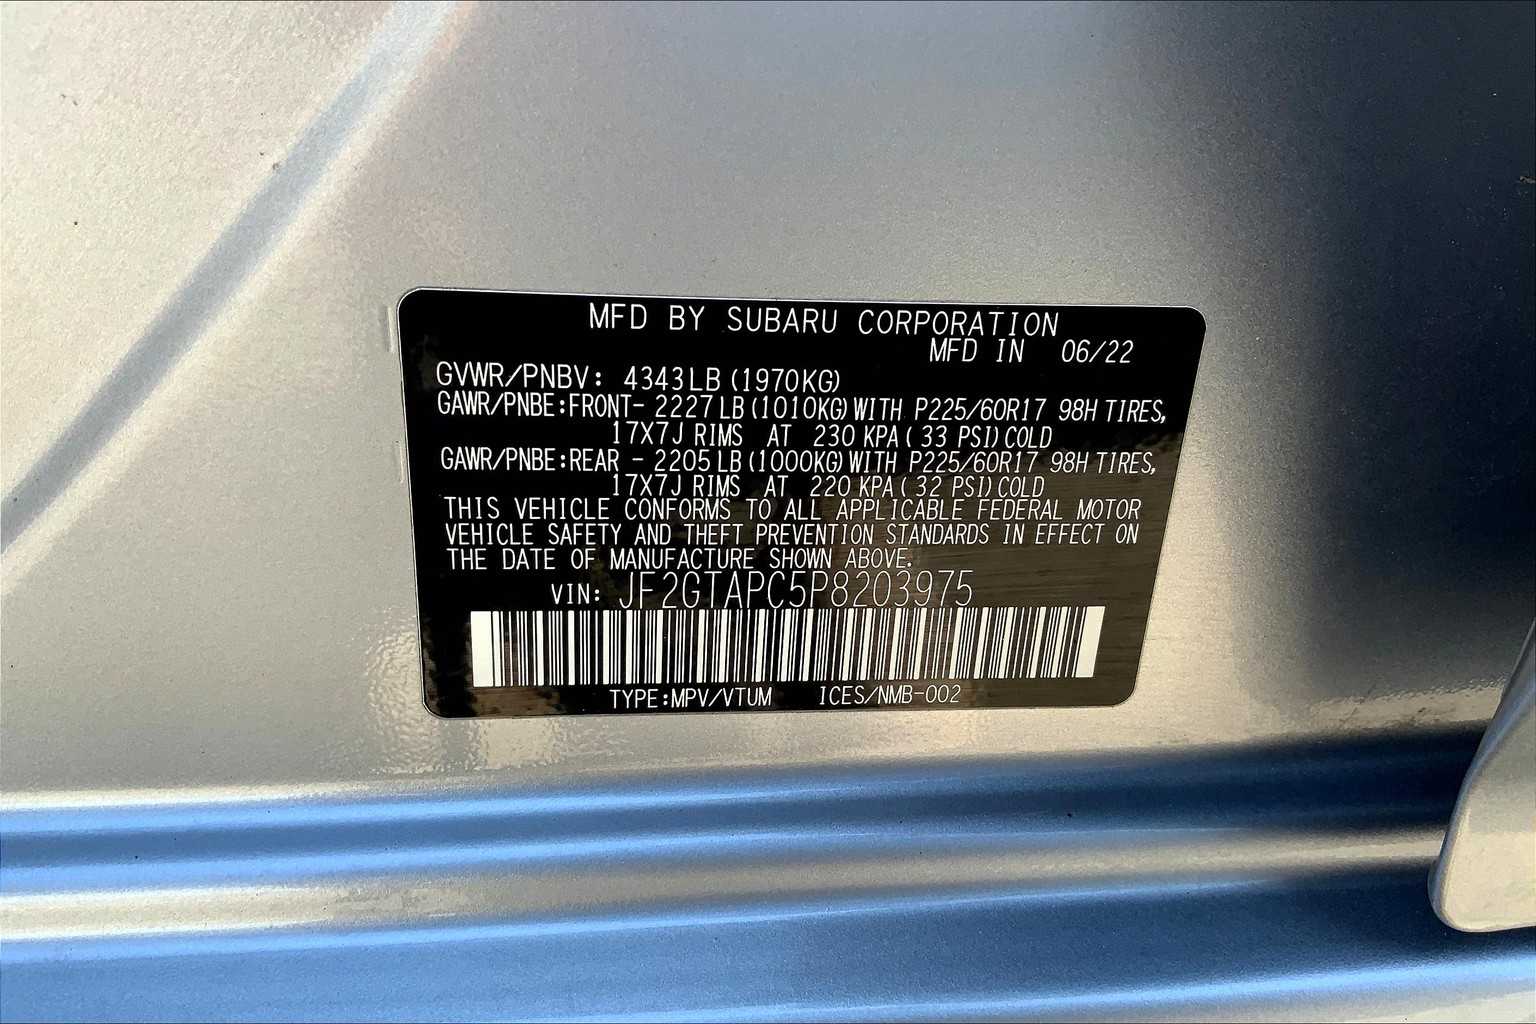 MFD BY SUBARU CORPORATION
MFD IN 06/22
GVWR/PNBV: 4343LB (1970KG)
GAWR/PNBE:FRONT- 2227LB (1010KG) WITH P225/60R17 98H TIRES,
17X7J RIMS AT 230 KPA ( 33 PSI) COLD
GAWR/PNBE:REAR - 2205LB (1000KG) WITH P225/60R17 98H TIRES,
17X7J RIMS AT 220 KPA ( 32 PSI) COLD
THIS VEHICLE CONFORMS TO ALL APPLICABLE FEDERAL MOTOR
VEHICLE SAFETY AND THEFT PREVENTION STANDARDS IN EFFECT ON
THE DATE OF MANUFACTURE SHOWN ABOVE.
VIN: JF2GTAPC5P8203975
TYPE:MPV/VTUM ICES/NMB-002